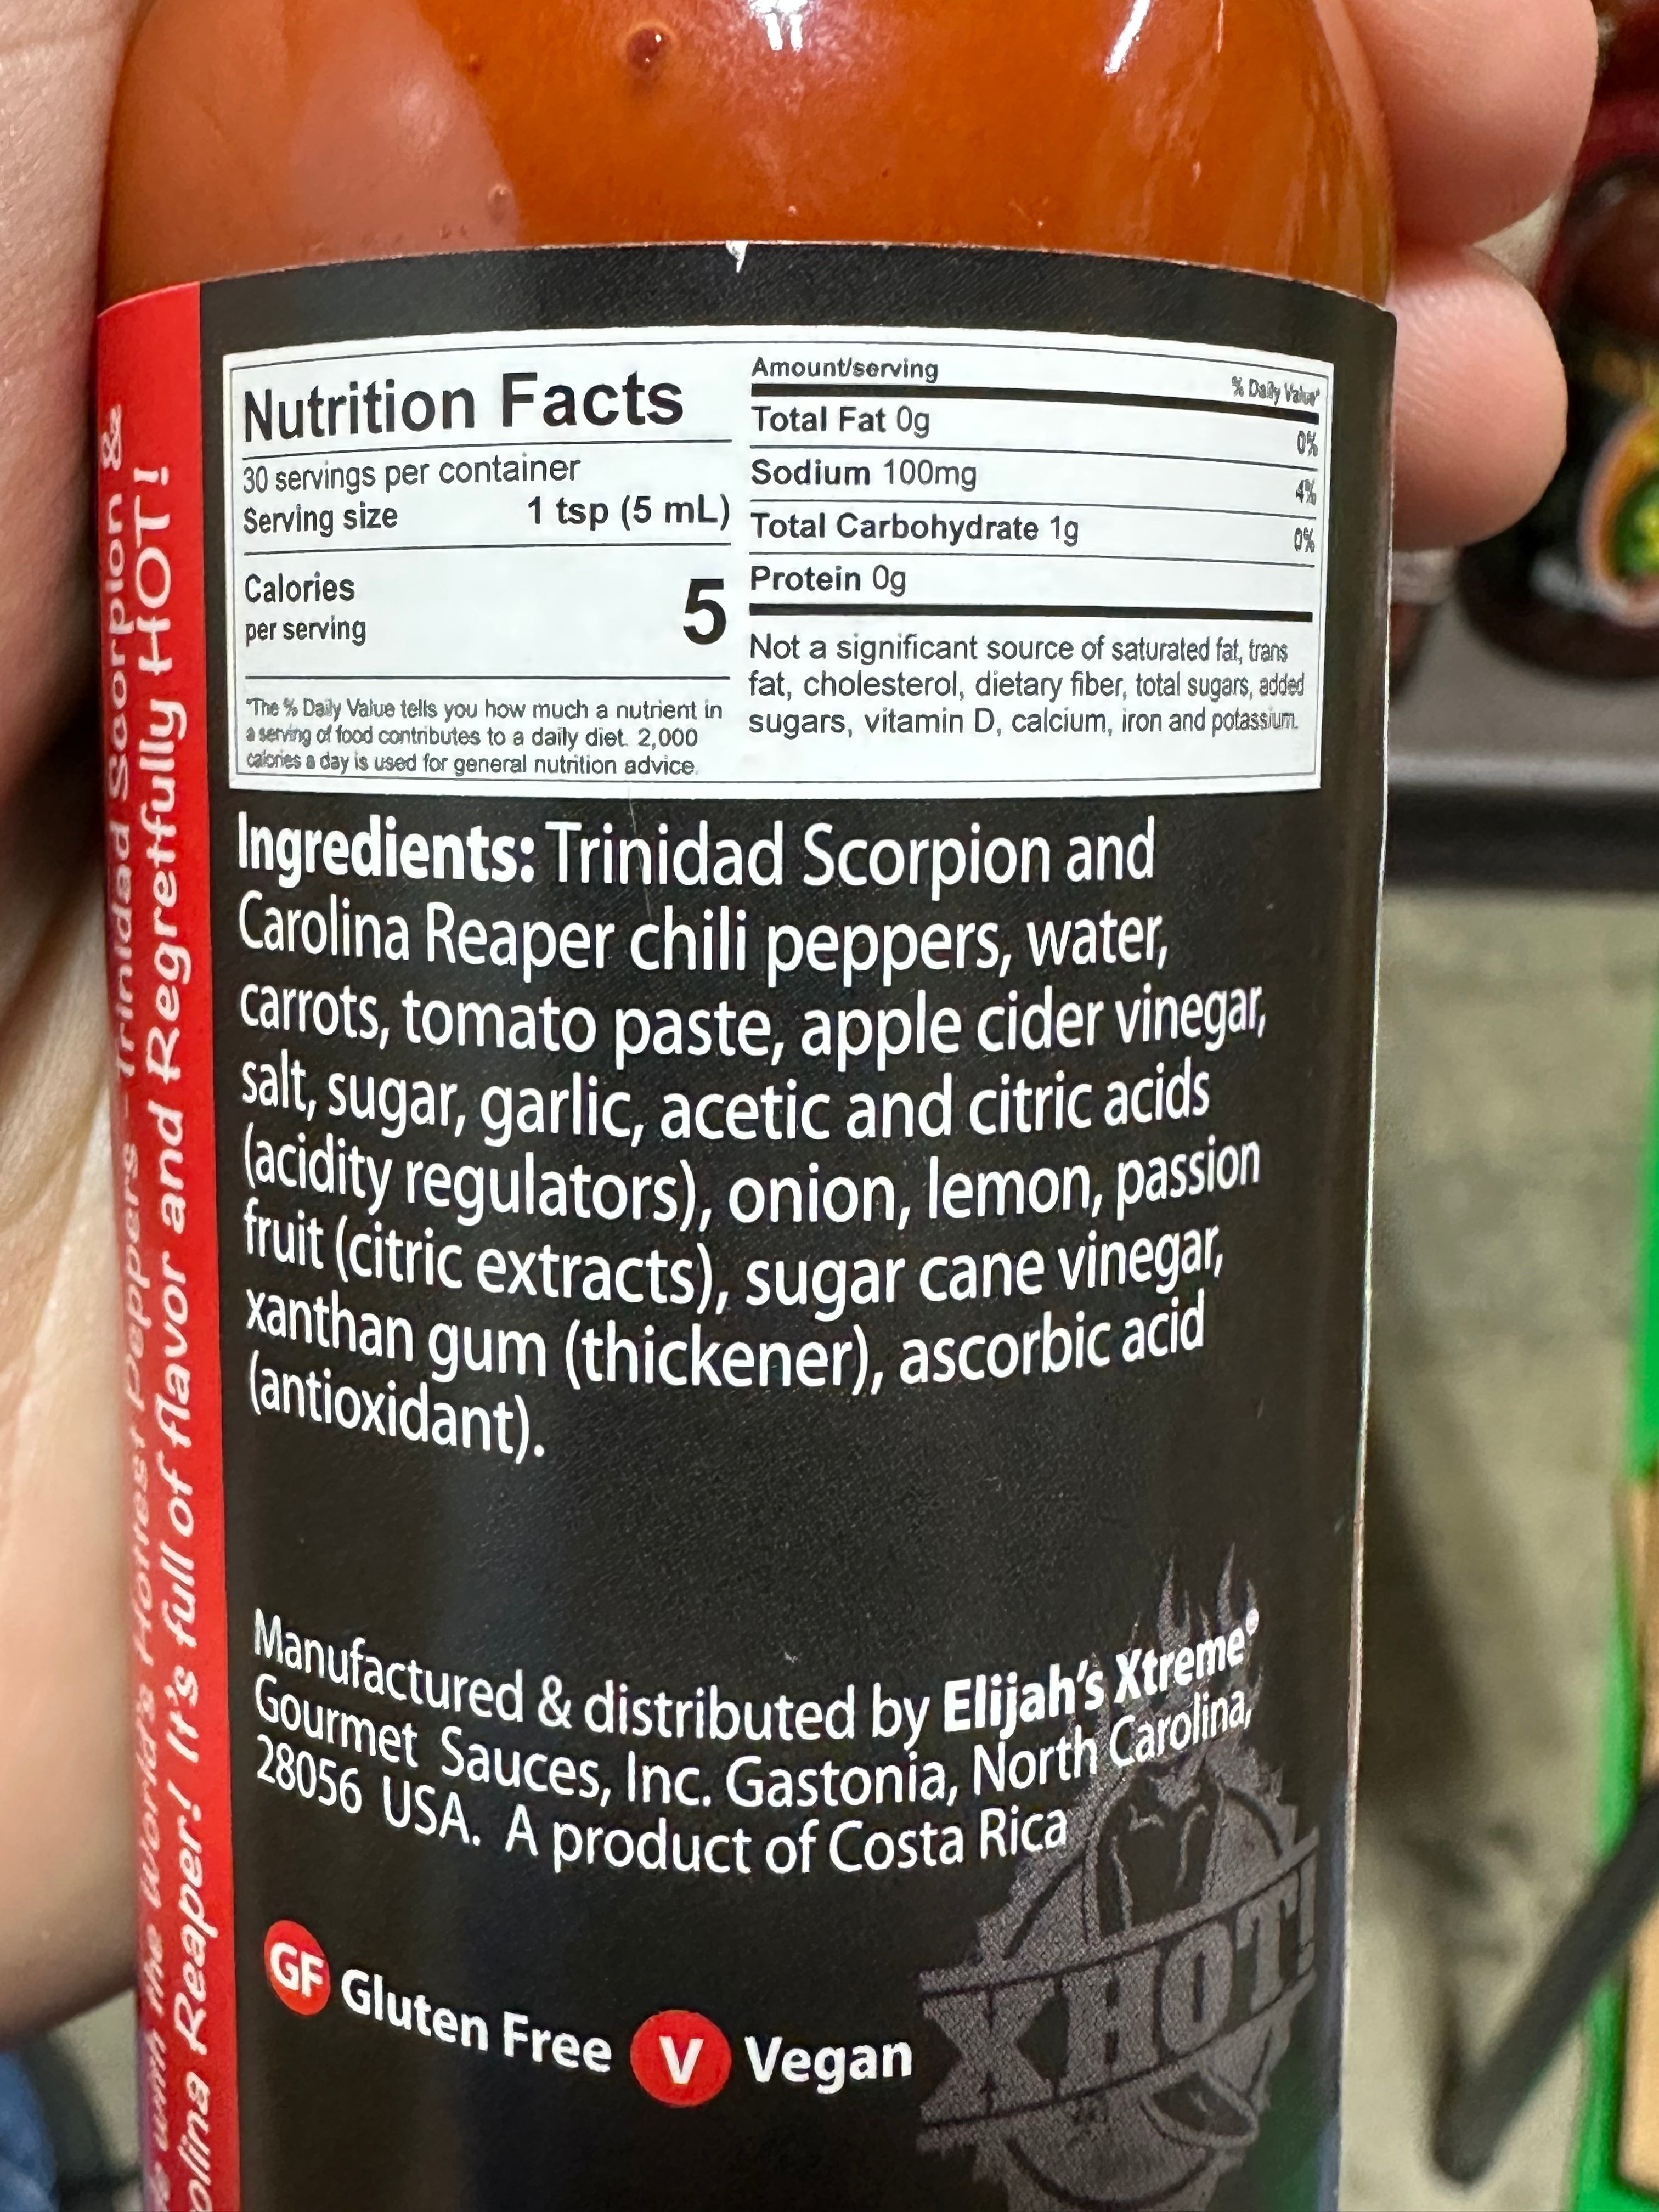 Nutrition Facts
30 servings per container
Serving size 1 tsp (5 mL)
Calories
per serving 5
*The % Daily Value tells you how much a nutrient in
a serving of food contributes to a daily diet. 2,000
calories a day is used for general nutrition advice.
Amount/serving % Daily Value*
Total Fat 0g 0%
Sodium 100mg 4%
Total Carbohydrate 1g 0%
Protein 0g
Not a significant source of saturated fat, trans
fat, cholesterol, dietary fiber, total sugars, added
sugars, vitamin D, calcium, iron and potassium.
Ingredients: Trinidad Scorpion and
Carolina Reaper chili peppers, water,
carrots, tomato paste, apple cider vinegar,
salt, sugar, garlic, acetic and citric acids
(acidity regulators), onion, lemon, passion
fruit (citric extracts), sugar cane vinegar,
xanthan gum (thickener), ascorbic acid
(antioxidant).
Manufactured & distributed by Elijah's Xtreme®
Gourmet Sauces, Inc. Gastonia, North Carolina,
28056 USA. A product of Costa Rica
GF Gluten Free V Vegan
XHOT!
with the World's Hottest Peppers - Trinidad Scorpion &
Reaper! It's full of flavor and Regretfully HOT!